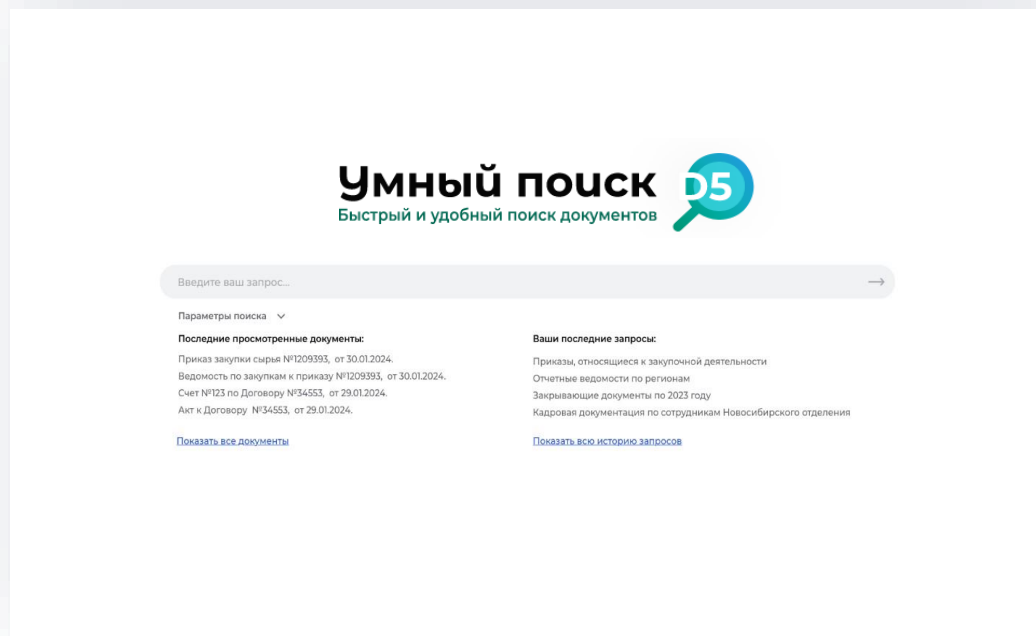 Умный поиск
Быстрый и удобный поиск документов
D5
Введите ваш запрос...
Параметры поиска
Последние просмотренные документы:
Приказ закупки сырья №1209393, от 30.01.2024.
Ведомость по закупкам к приказу №1209393, от 30.01.2024.
Счет №123 по Договору №34553, от 29.01.2024.
Акт к Договору №34553, от 29.01.2024.
Показать все документы
Ваши последние запросы:
Приказы, относящиеся к закупочной деятельности
Отчетные ведомости по регионам
Закрывающие документы по 2023 году
Кадровая документация по сотрудникам Новосибирского отделения
Показать всю историю запросов